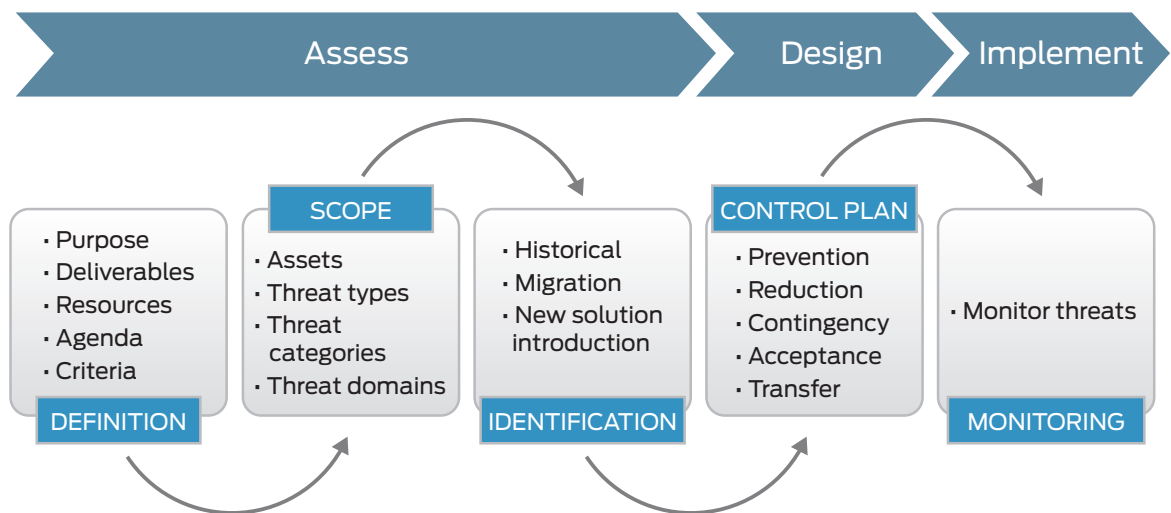 Assess
Design
Implement
· Purpose
· Deliverables
· Resources
· Agenda
· Criteria
DEFINITION
SCOPE
· Assets
· Threat types
· Threat
categories
· Threat domains
· Historical
· Migration
· New solution
introduction
IDENTIFICATION
CONTROL PLAN
· Prevention
· Reduction
· Contingency
· Acceptance
· Transfer
· Monitor threats
MONITORING